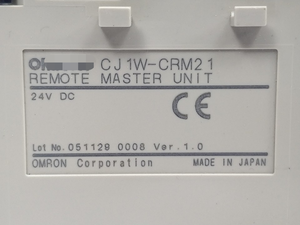 CJ1W-CRM21
REMOTE MASTER UNIT
24V DC
CE
Lot No. 051129 0008 Ver.1.0
OMRON Corporation MADE IN JAPAN